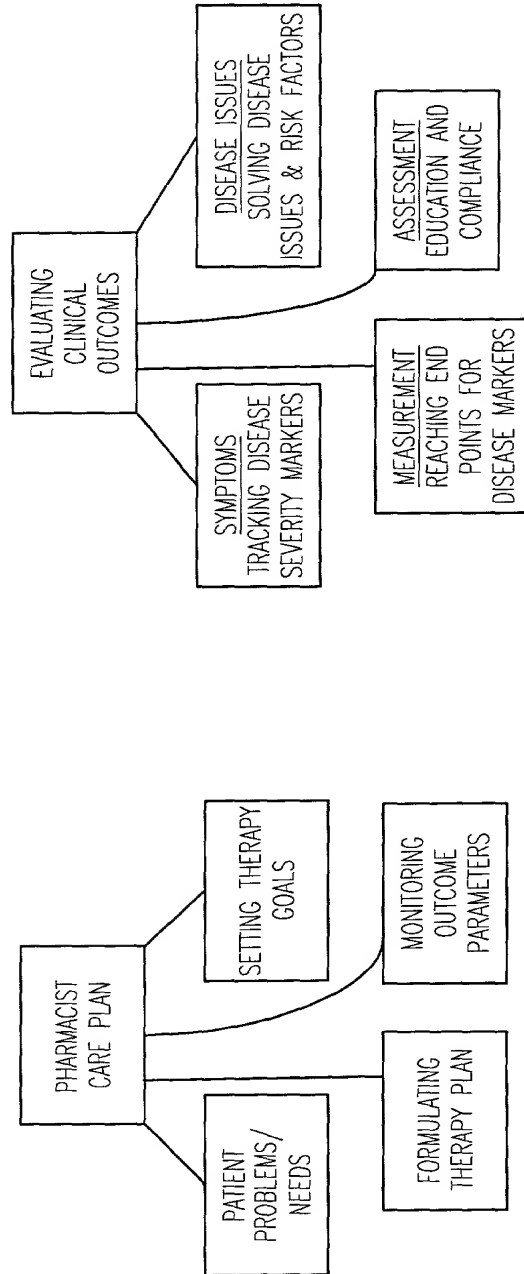 PHARMACIST
CARE PLAN
PATIENT
PROBLEMS/
NEEDS
SETTING THERAPY
GOALS
FORMULATING
THERAPY PLAN
MONITORING
OUTCOME
PARAMETERS
EVALUATING
CLINICAL
OUTCOMES
SYMPTOMS
TRACKING DISEASE
SEVERITY MARKERS
DISEASE ISSUES
SOLVING DISEASE
ISSUES & RISK FACTORS
MEASUREMENT
REACHING END
POINTS FOR
DISEASE MARKERS
ASSESSMENT
EDUCATION AND
COMPLIANCE